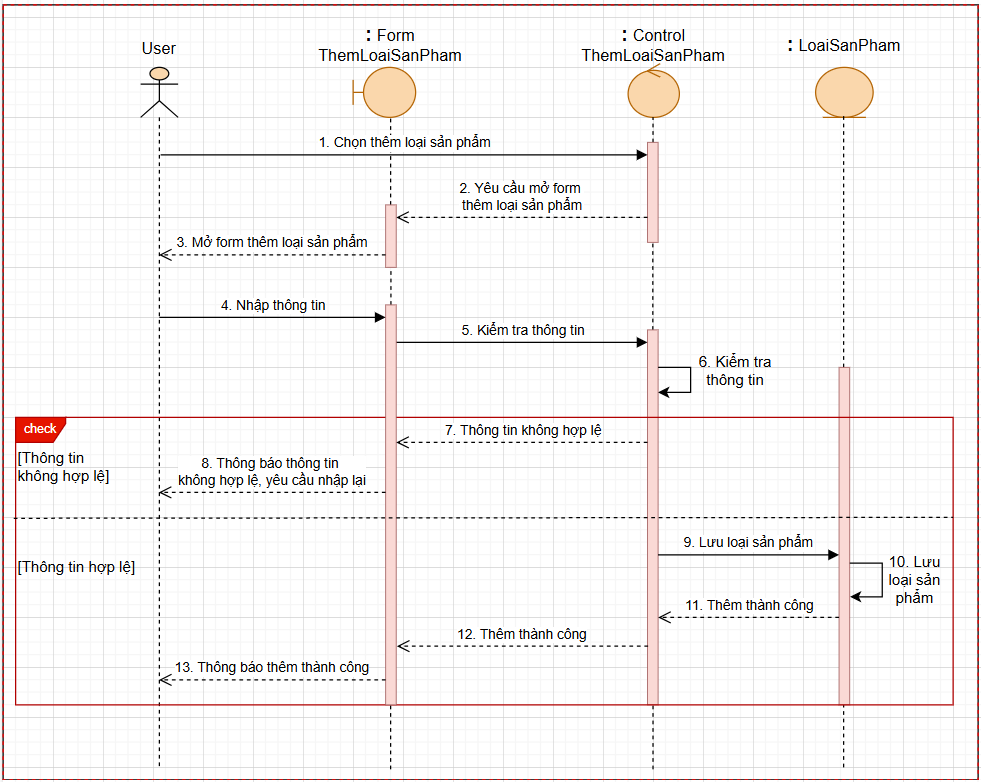 User
: Form
ThemLoaiSanPham
: Control
ThemLoaiSanPham
: LoaiSanPham
1. Chọn thêm loại sản phẩm
2. Yêu cầu mở form
thêm loại sản phẩm
3. Mở form thêm loại sản phẩm
4. Nhập thông tin
5. Kiểm tra thông tin
6. Kiểm tra
thông tin
check
7. Thông tin không hợp lệ
[Thông tin
không hợp lệ]
8. Thông báo thông tin
không hợp lệ, yêu cầu nhập lại
9. Lưu loại sản phẩm
[Thông tin hợp lệ]
10. Lưu
loại sản
phẩm
11. Thêm thành công
12. Thêm thành công
13. Thông báo thêm thành công